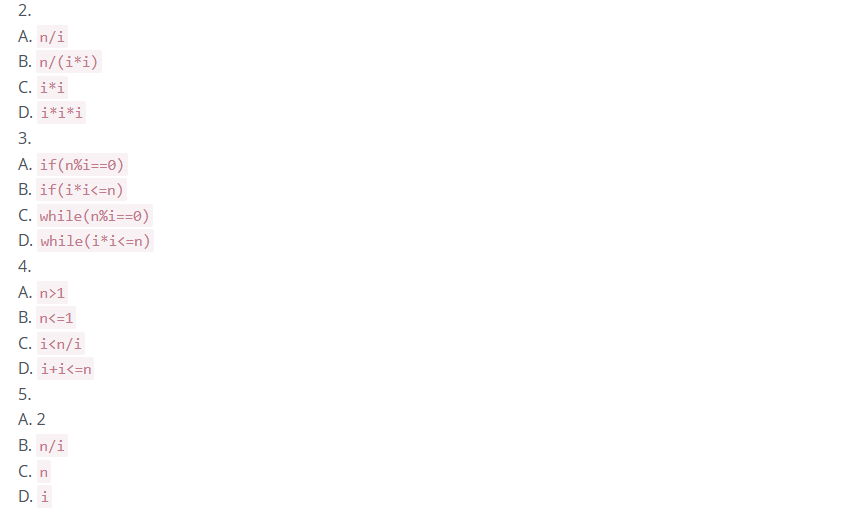 2.
A. n/i
B. n/(i*i)
C. i*i
D. i*i*i
3.
A. if(n%i==0)
B. if(i*i<=n)
C. while(n%i==0)
D. while(i*i<=n)
4.
A. n>1
B. n<=1
C. i<n/i
D. i+i<=n
5.
A. 2
B. n/i
C. n
D. i